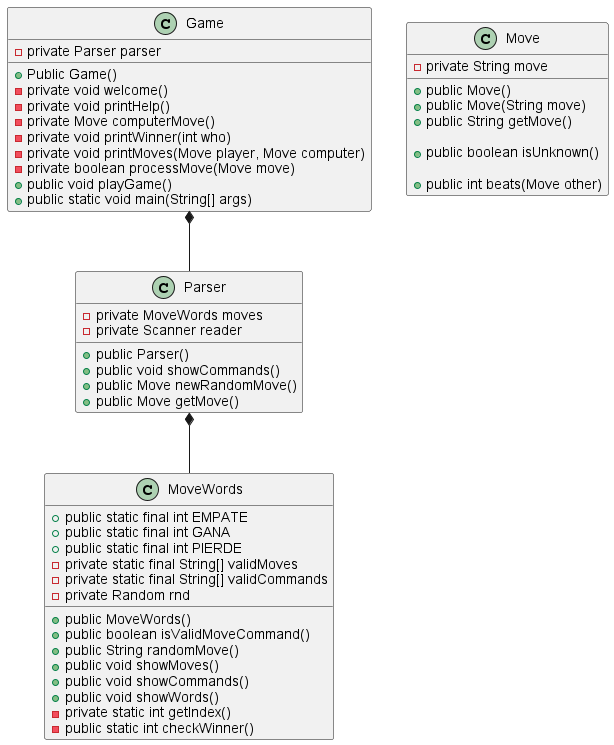 C Game
private Parser parser
Public Game()
private void welcome()
private void printHelp()
private Move computerMove()
private void printWinner(int who)
private void printMoves(Move player, Move computer)
private boolean processMove(Move move)
public void playGame()
public static void main(String[] args)
C Move
private String move
public Move()
public Move(String move)
public String getMove()
public boolean isUnknown()
public int beats(Move other)
C Parser
private MoveWords moves
private Scanner reader
public Parser()
public void showCommands()
public Move newRandomMove()
public Move getMove()
C MoveWords
public static final int EMPATE
public static final int GANA
public static final int PIERDE
private static final String[] validMoves
private static final String[] validCommands
private Random rnd
public MoveWords()
public boolean isValidMoveCommand()
public String randomMove()
public void showMoves()
public void showCommands()
public void showWords()
private static int getIndex()
public static int checkWinner()